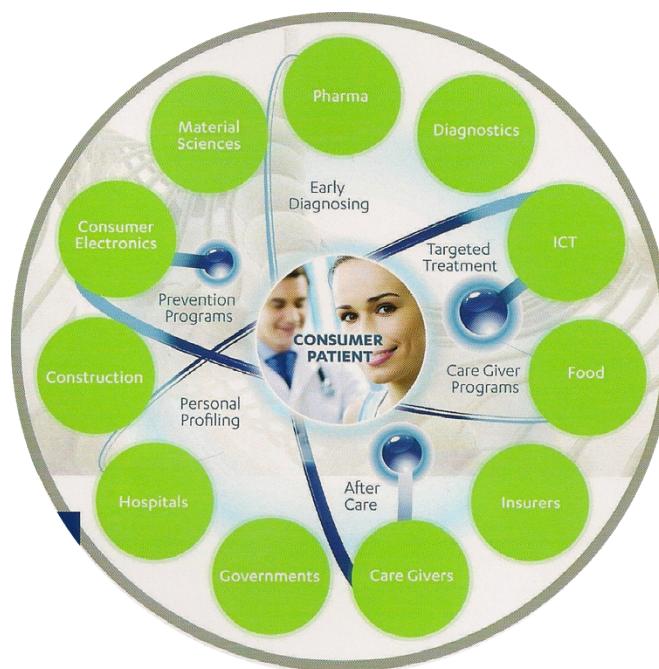 Pharma
Material
Sciences
Diagnostics
Early
Diagnosing
Consumer
Electronics
Targeted
Treatment
ICT
Prevention
Programs
CONSUMER
PATIENT
Construction
Care Giver
Programs
Food
Personal
Profiling
Hospitals
After
Care
Insurers
Governments
Care Givers